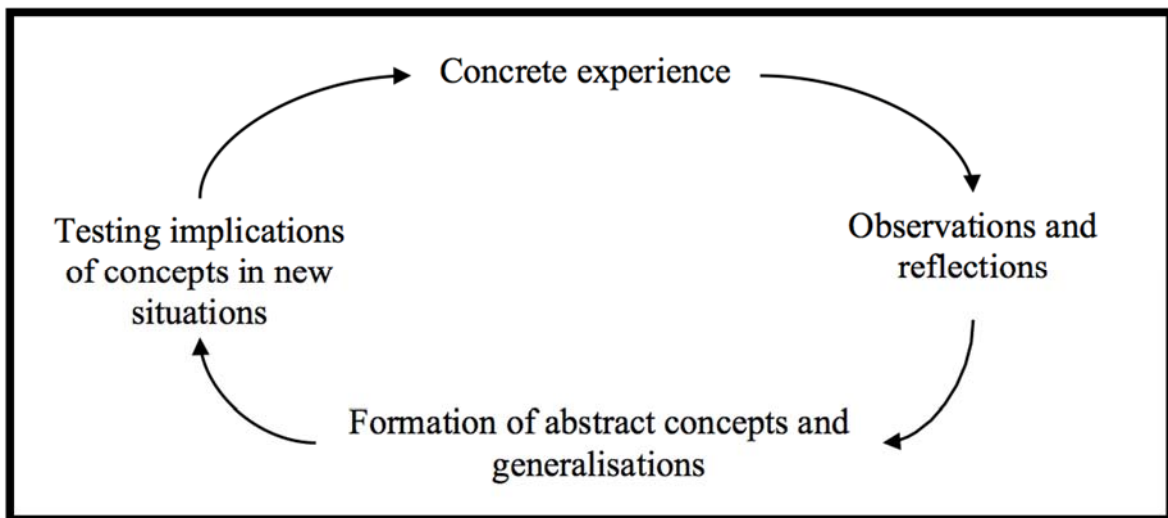 Concrete experience
Observations and
reflections
Formation of abstract concepts and
generalisations
Testing implications
of concepts in new
situations